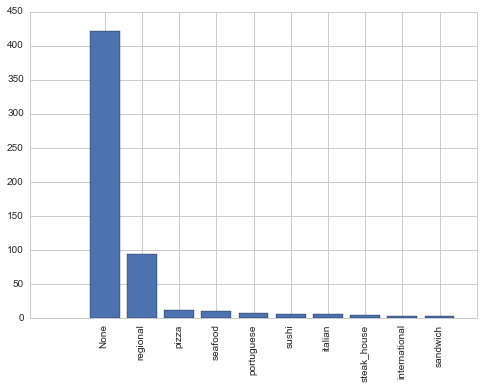 450
400
350
300
250
200
150
100
50
0
None
regional
pizza
seafood
portuguese
sushi
italian
steak_house
international
sandwich